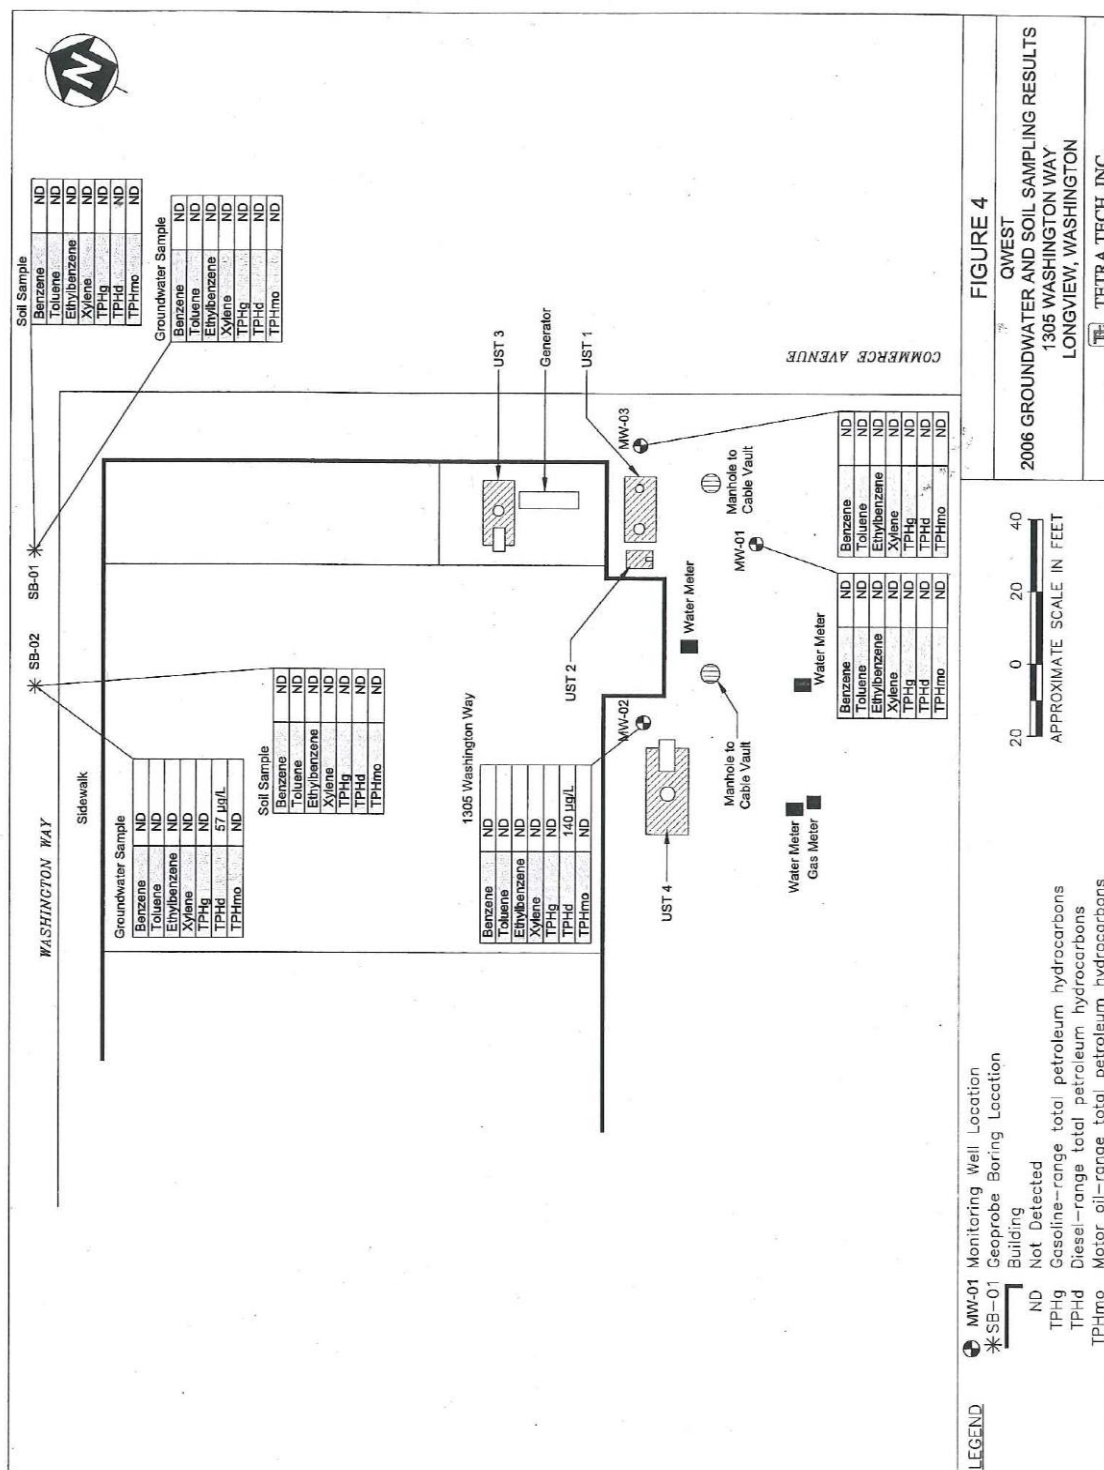 N
WASHINGTON WAY
Sidewalk
SB-02
SB-01
Soil Sample
Benzene ND
Toluene ND
Ethylbenzene ND
Xylene ND
TPHg ND
TPHd ND
TPHmo ND
Groundwater Sample
Benzene ND
Toluene ND
Ethylbenzene ND
Xylene ND
TPHg ND
TPHd ND
TPHmo ND
Groundwater Sample
Benzene ND
Toluene ND
Ethylbenzene ND
Xylene ND
TPHg ND
TPHd 57 µg/L
TPHmo ND
Soil Sample
Benzene ND
Toluene ND
Ethylbenzene ND
Xylene ND
TPHg ND
TPHd ND
TPHmo ND
1305 Washington Way
Benzene ND
Toluene ND
Ethylbenzene ND
Xylene ND
TPHg ND
TPHd 140 µg/L
TPHmo ND
UST 3
Generator
UST 1
UST 2
MW-02
MW-03
MW-01
UST 4
Water Meter
Manhole to
Cable Vault
Manhole to
Cable Vault
Water Meter
Water Meter
Gas Meter
COMMERCE AVENUE
Benzene ND
Toluene ND
Ethylbenzene ND
Xylene ND
TPHg ND
TPHd ND
TPHmo ND
Benzene ND
Toluene ND
Ethylbenzene ND
Xylene ND
TPHg ND
TPHd ND
TPHmo ND
LEGEND
MW-01 Monitoring Well Location
SB-01 Geoprobe Boring Location
Building
ND Not Detected
TPHg Gasoline-range total petroleum hydrocarbons
TPHd Diesel-range total petroleum hydrocarbons
TPHmo Motor oil-range total petroleum hydrocarbons
20 0 20 40
APPROXIMATE SCALE IN FEET
FIGURE 4
QWEST
2006 GROUNDWATER AND SOIL SAMPLING RESULTS
1305 WASHINGTON WAY
LONGVIEW, WASHINGTON
TETRA TECH, INC.